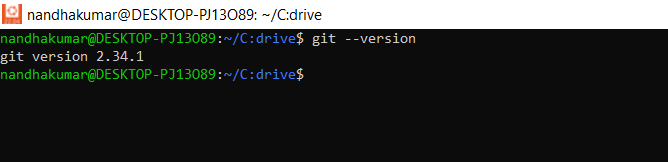 nandhakumar@DESKTOP-PJ13O89: ~/C:drive
nandhakumar@DESKTOP-PJ13O89:~/C:drive$ git --version
git version 2.34.1
nandhakumar@DESKTOP-PJ13O89:~/C:drive$